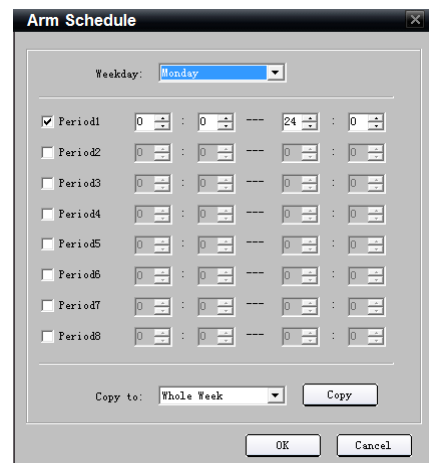 Arm Schedule
Weekday: Monday
Period1 0 : 0 --- 24 : 0
Period2 0 : 0 --- 0 : 0
Period3 0 : 0 --- 0 : 0
Period4 0 : 0 --- 0 : 0
Period5 0 : 0 --- 0 : 0
Period6 0 : 0 --- 0 : 0
Period7 0 : 0 --- 0 : 0
Period8 0 : 0 --- 0 : 0
Copy to: Whole Week Copy
OK Cancel